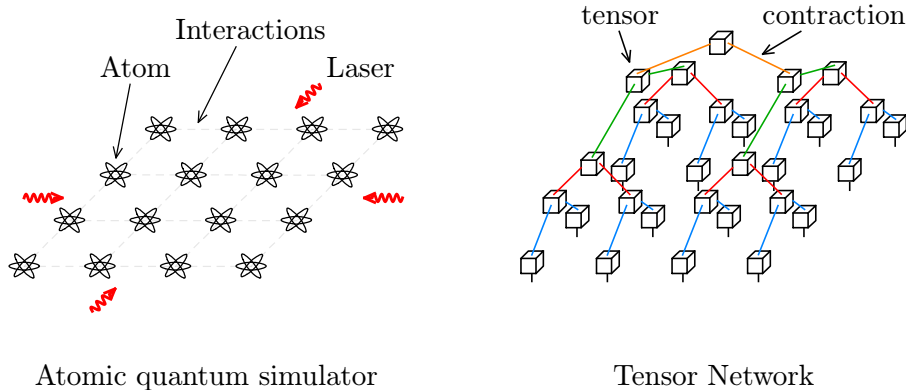 Interactions
Atom
Laser
Atomic quantum simulator
tensor
contraction
Tensor Network